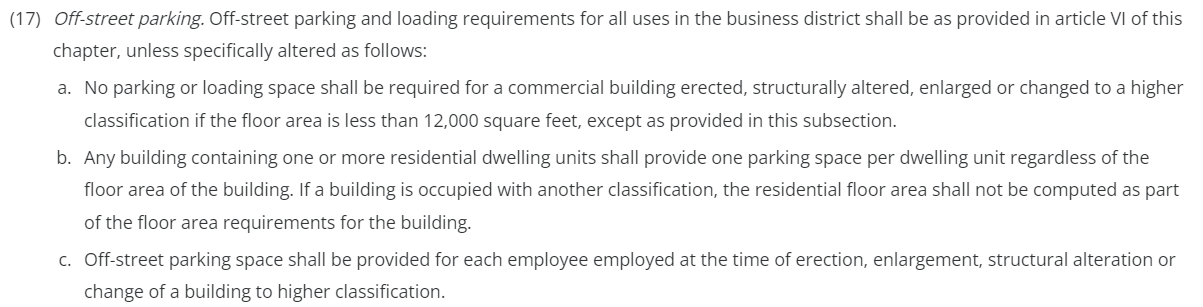 (17) Off-street parking. Off-street parking and loading requirements for all uses in the business district shall be as provided in article VI of this
chapter, unless specifically altered as follows:
a. No parking or loading space shall be required for a commercial building erected, structurally altered, enlarged or changed to a higher
classification if the floor area is less than 12,000 square feet, except as provided in this subsection.
b. Any building containing one or more residential dwelling units shall provide one parking space per dwelling unit regardless of the
floor area of the building. If a building is occupied with another classification, the residential floor area shall not be computed as part
of the floor area requirements for the building.
c. Off-street parking space shall be provided for each employee employed at the time of erection, enlargement, structural alteration or
change of a building to higher classification.